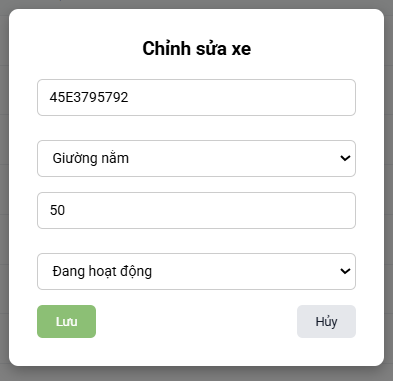 Chỉnh sửa xe
45E3795792
Giường nằm
50
Đang hoạt động
Lưu
Hủy